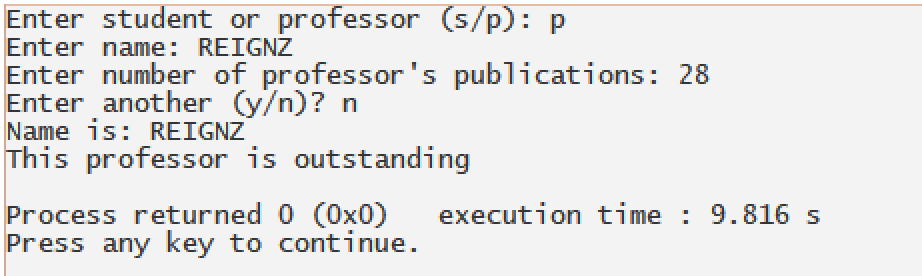 Enter student or professor (s/p): p
Enter name: REIGNZ
Enter number of professor's publications: 28
Enter another (y/n)? n
Name is: REIGNZ
This professor is outstanding
Process returned 0 (0x0)   execution time : 9.816 s
Press any key to continue.